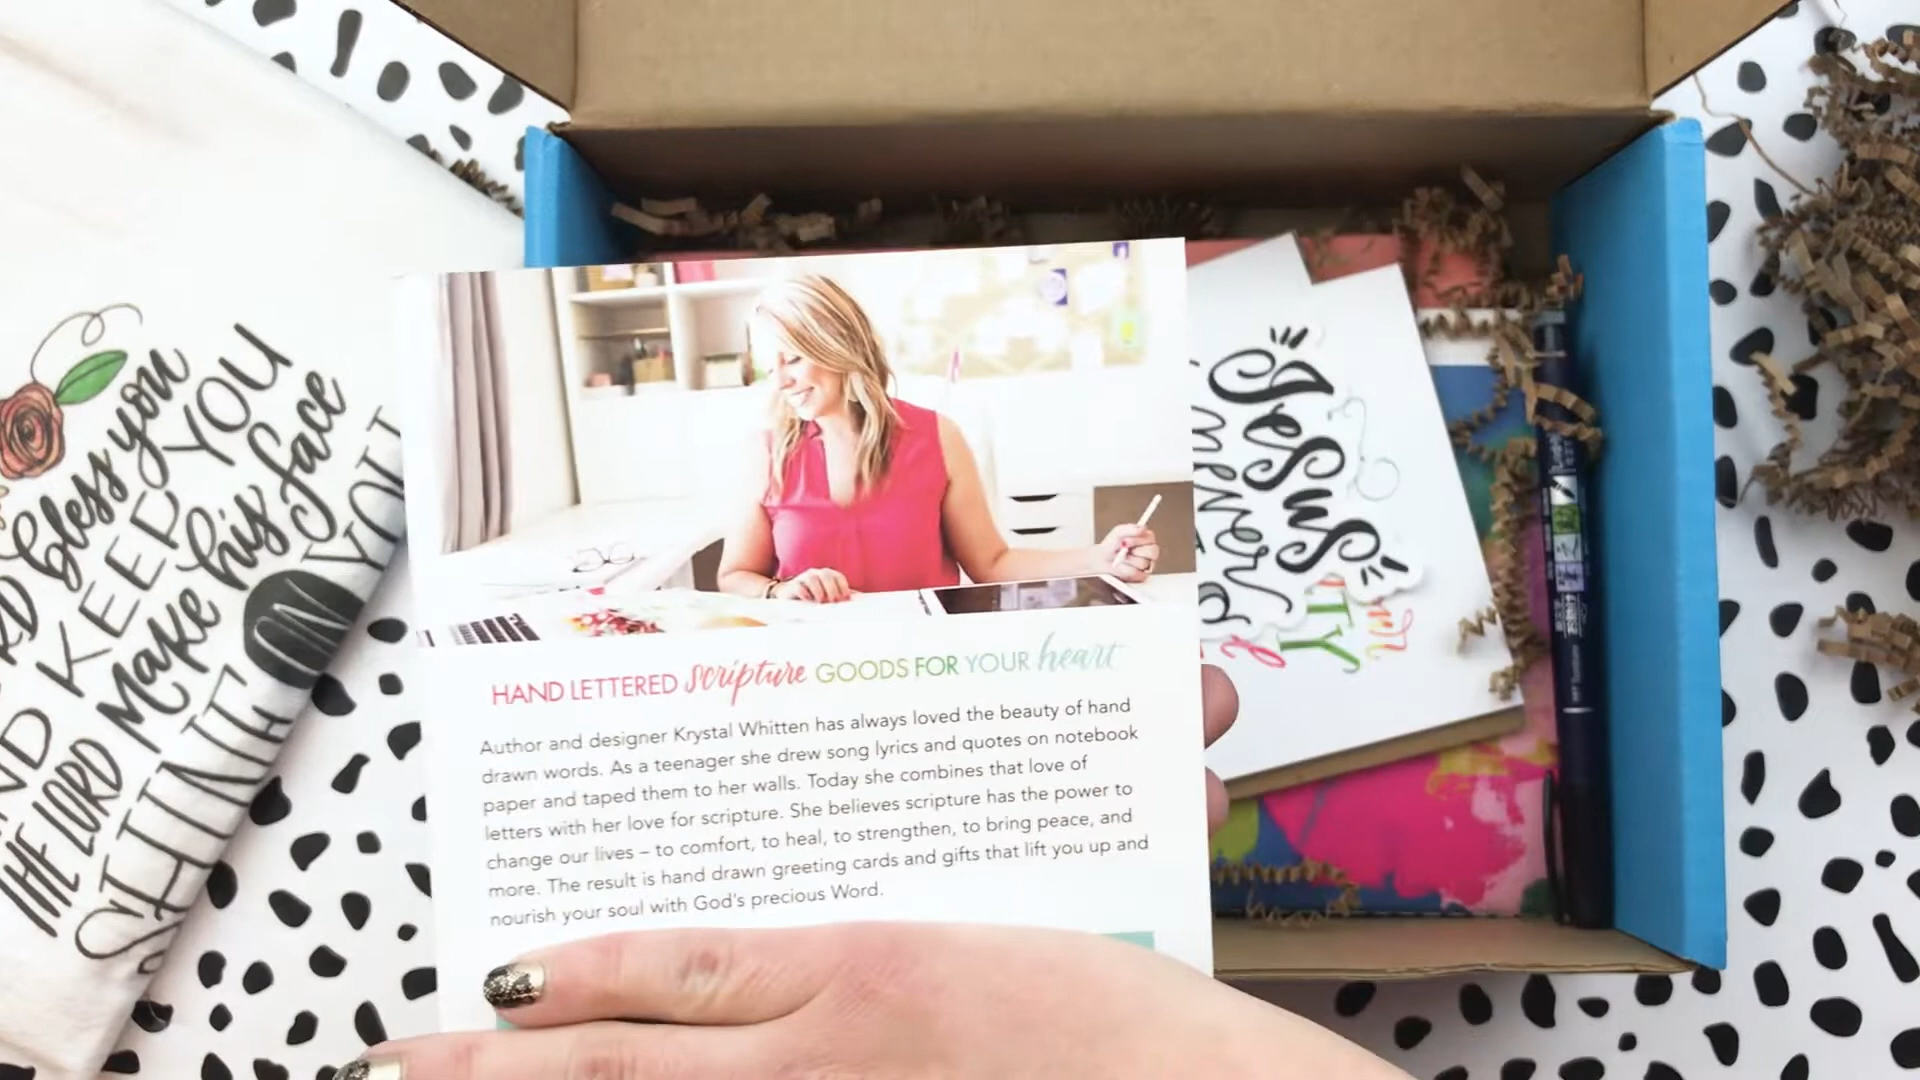 HAND LETTERED scripture GOODS FOR YOUR heart
Author and designer Krystal Whitten has always loved the beauty of hand
drawn words. As a teenager she drew song lyrics and quotes on notebook
paper and taped them to her walls. Today she combines that love of
letters with her love for scripture. She believes scripture has the power to
change our lives – to comfort, to heal, to strengthen, to bring peace, and
more. The result is hand drawn greeting cards and gifts that lift you up and
nourish your soul with God's precious Word.
bless you
KEEP YOU
THE LORD Make his face
SHINE ON YOU
Jesus